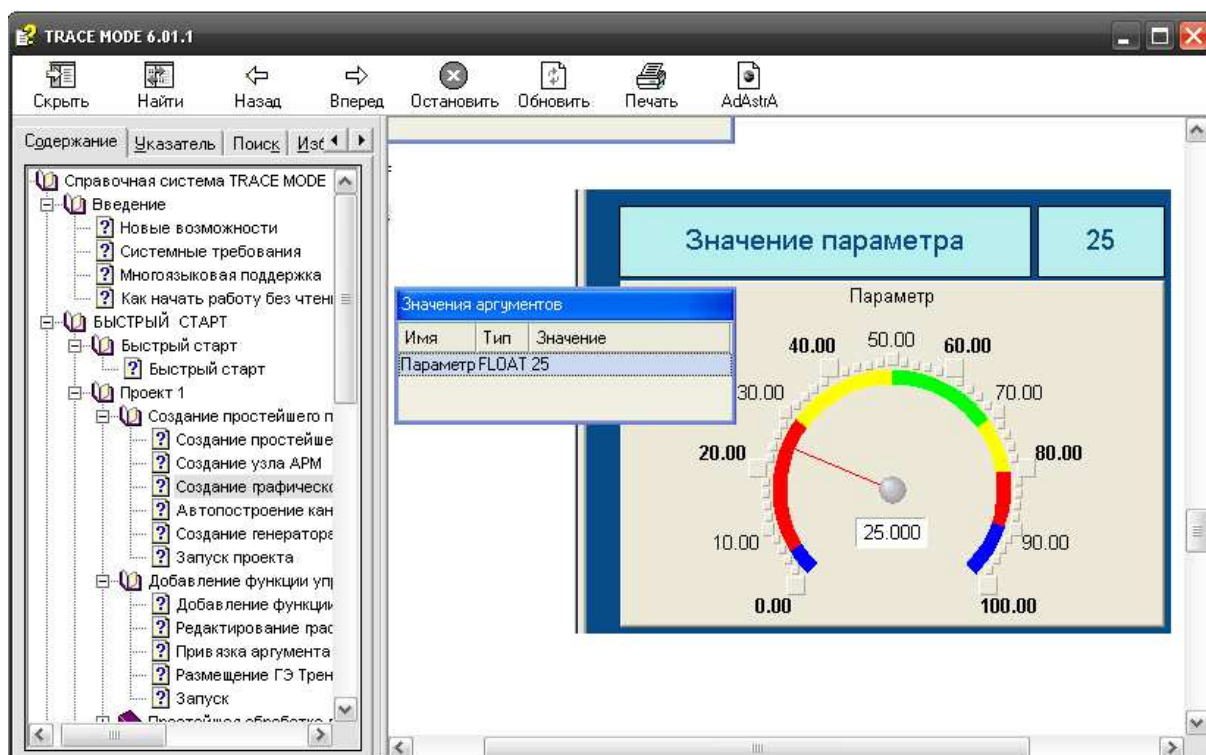 TRACE MODE 6.01.1
Скрыть Найти Назад Вперед Остановить Обновить Печать AdAstrA
Содержание Указатель Поиск Изб
Справочная система TRACE MODE
Введение
Новые возможности
Системные требования
Многоязыковая поддержка
Как начать работу без чтен
БЫСТРЫЙ СТАРТ
Быстрый старт
Быстрый старт
Проект 1
Создание простейшего п
Создание простейше
Создание узла АРМ
Создание графическо
Автопостроение кан
Создание генератора
Запуск проекта
Добавление функции упр
Добавление функции
Редактирование граф
Привязка аргумента
Размещение ГЭ Трен
Запуск
Простейшая обработка
Значение параметра 25
Значения аргументов
Имя Тип Значение
Параметр FLOAT 25
Параметр
0.00
10.00
20.00
30.00
40.00
50.00
60.00
70.00
80.00
90.00
100.00
25.000